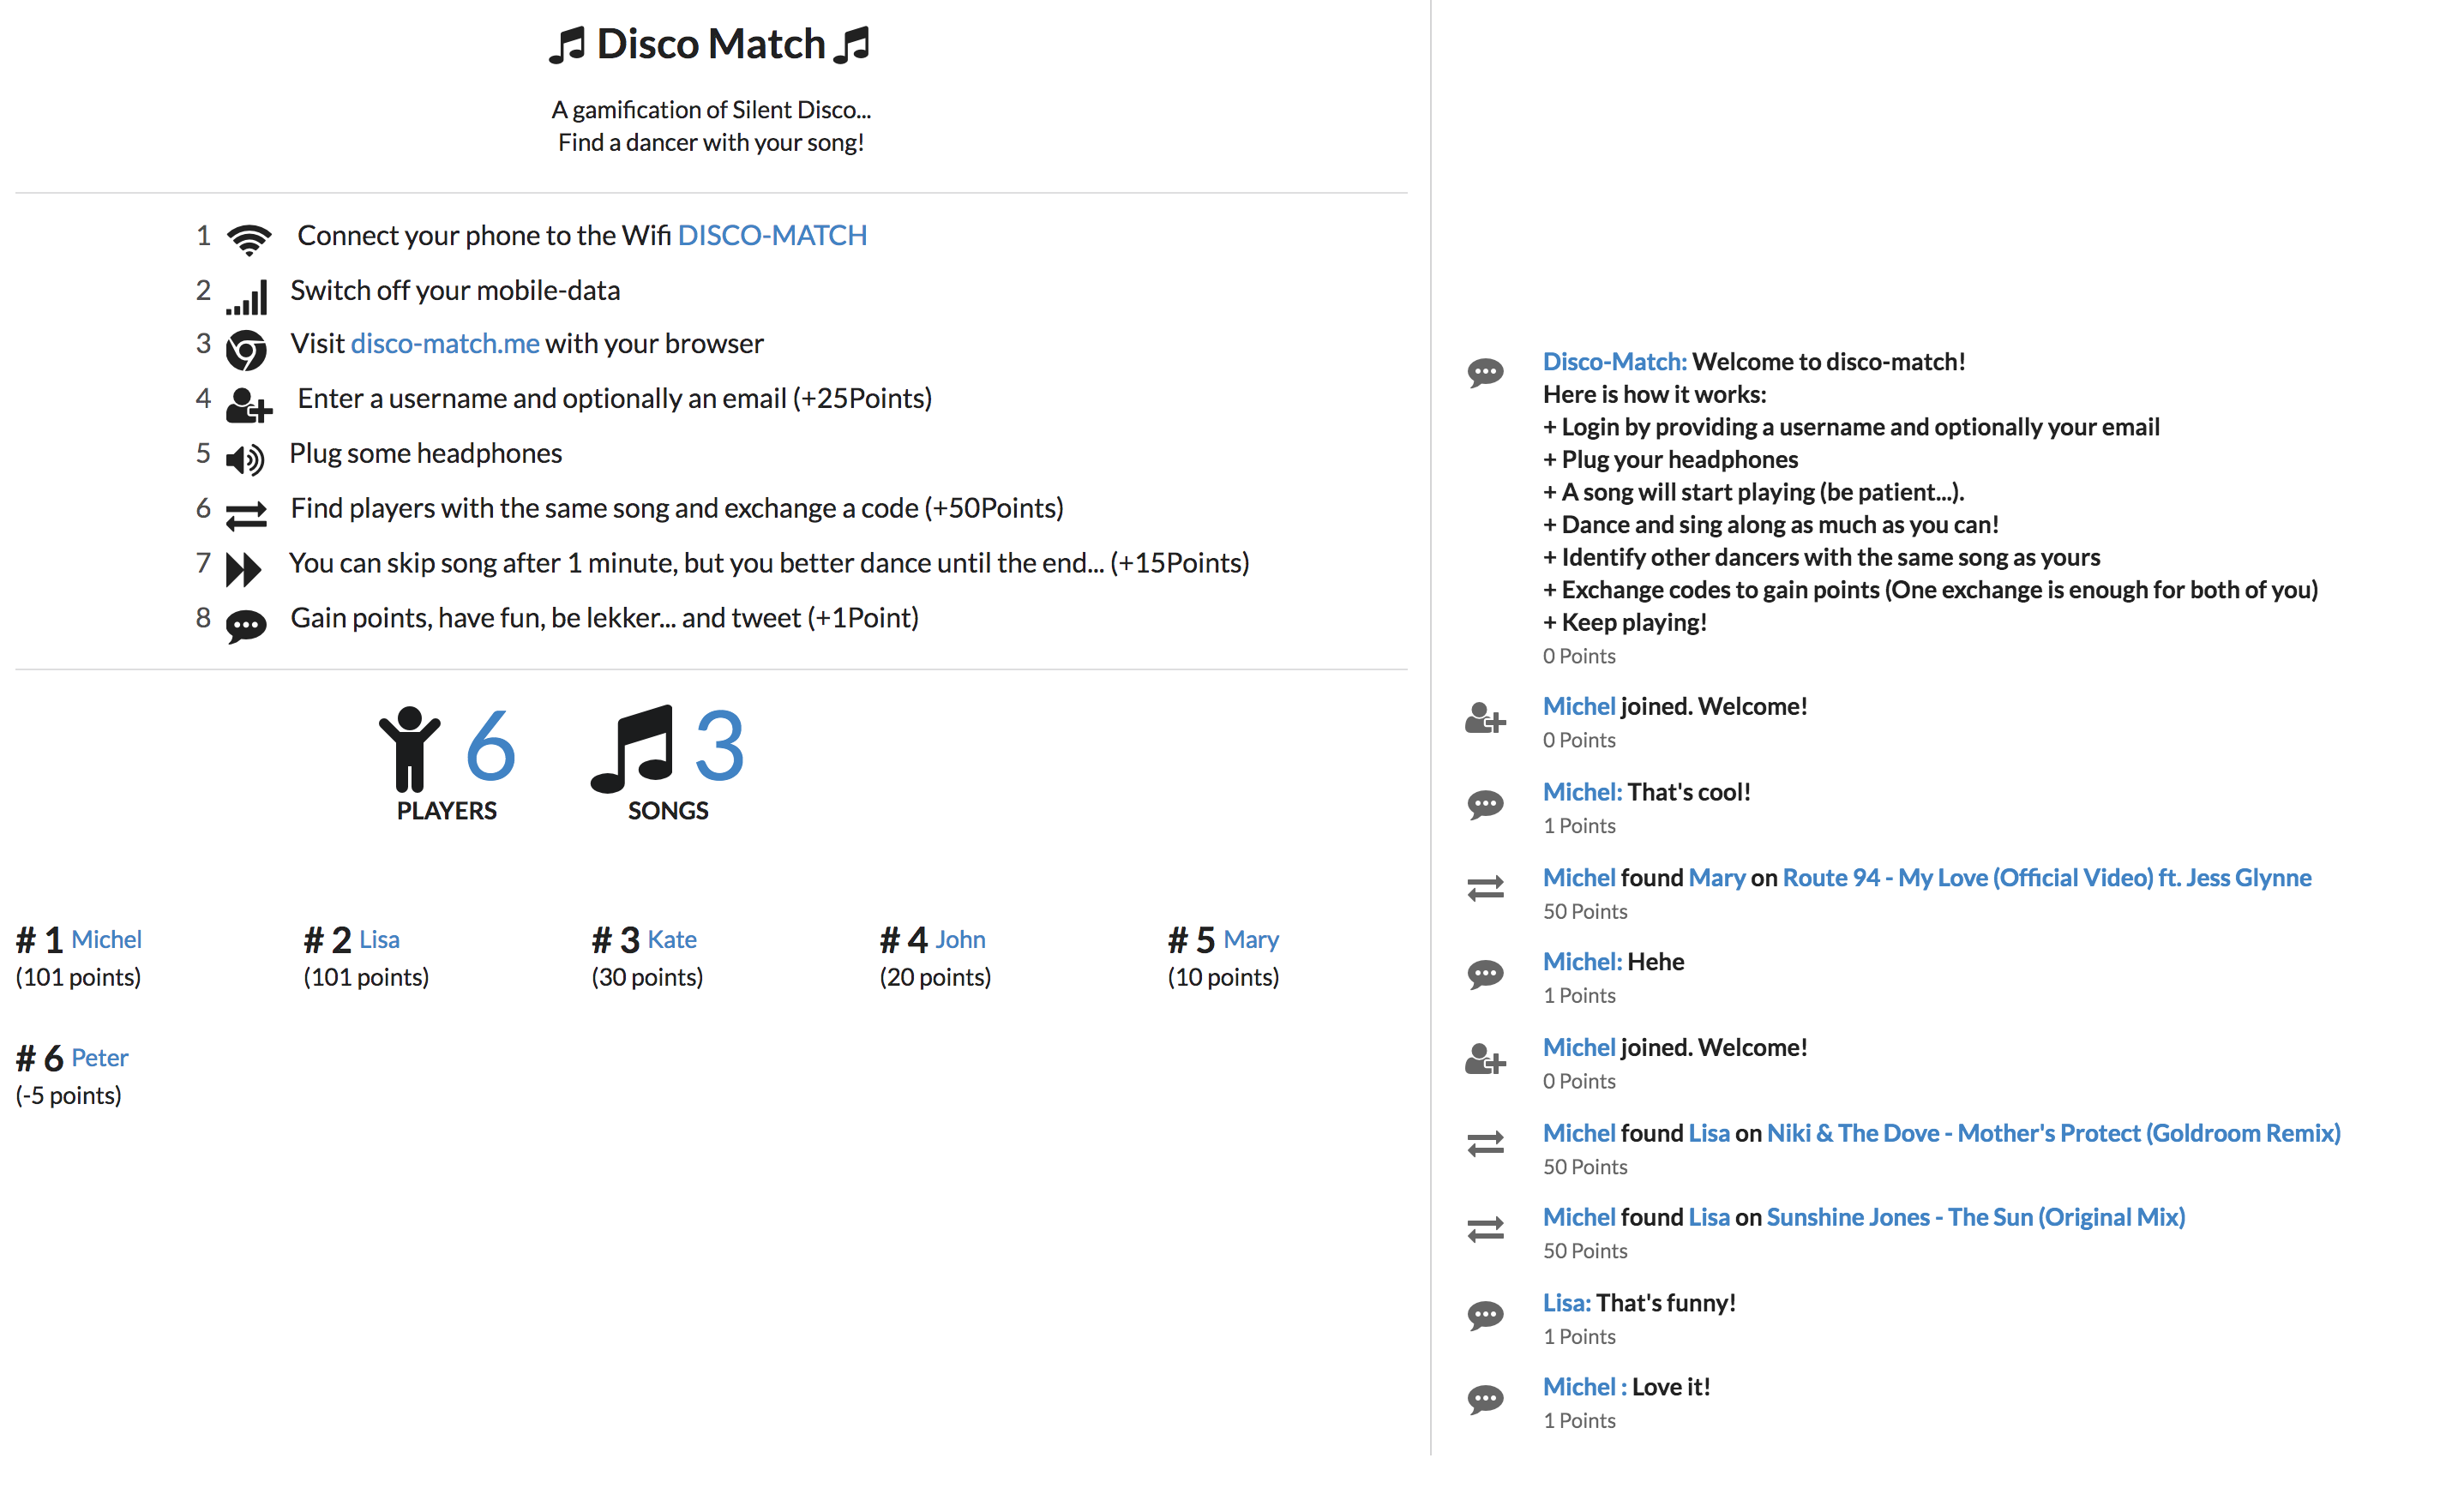 Disco Match
A gamification of Silent Disco...
Find a dancer with your song!
1 Connect your phone to the Wifi DISCO-MATCH
2 Switch off your mobile-data
3 Visit disco-match.me with your browser
4 Enter a username and optionally an email (+25Points)
5 Plug some headphones
6 Find players with the same song and exchange a code (+50Points)
7 You can skip song after 1 minute, but you better dance until the end... (+15Points)
8 Gain points, have fun, be lekker... and tweet (+1Point)
6 3
PLAYERS SONGS
# 1 Michel # 2 Lisa # 3 Kate # 4 John # 5 Mary
(101 points) (101 points) (30 points) (20 points) (10 points)
# 6 Peter
(-5 points)
Disco-Match: Welcome to disco-match!
Here is how it works:
+ Login by providing a username and optionally your email
+ Plug your headphones
+ A song will start playing (be patient...).
+ Dance and sing along as much as you can!
+ Identify other dancers with the same song as yours
+ Exchange codes to gain points (One exchange is enough for both of you)
+ Keep playing!
0 Points
Michel joined. Welcome!
0 Points
Michel: That's cool!
1 Points
Michel found Mary on Route 94 - My Love (Official Video) ft. Jess Glynne
50 Points
Michel: Hehe
1 Points
Michel joined. Welcome!
0 Points
Michel found Lisa on Niki & The Dove - Mother's Protect (Goldroom Remix)
50 Points
Michel found Lisa on Sunshine Jones - The Sun (Original Mix)
50 Points
Lisa: That's funny!
1 Points
Michel : Love it!
1 Points